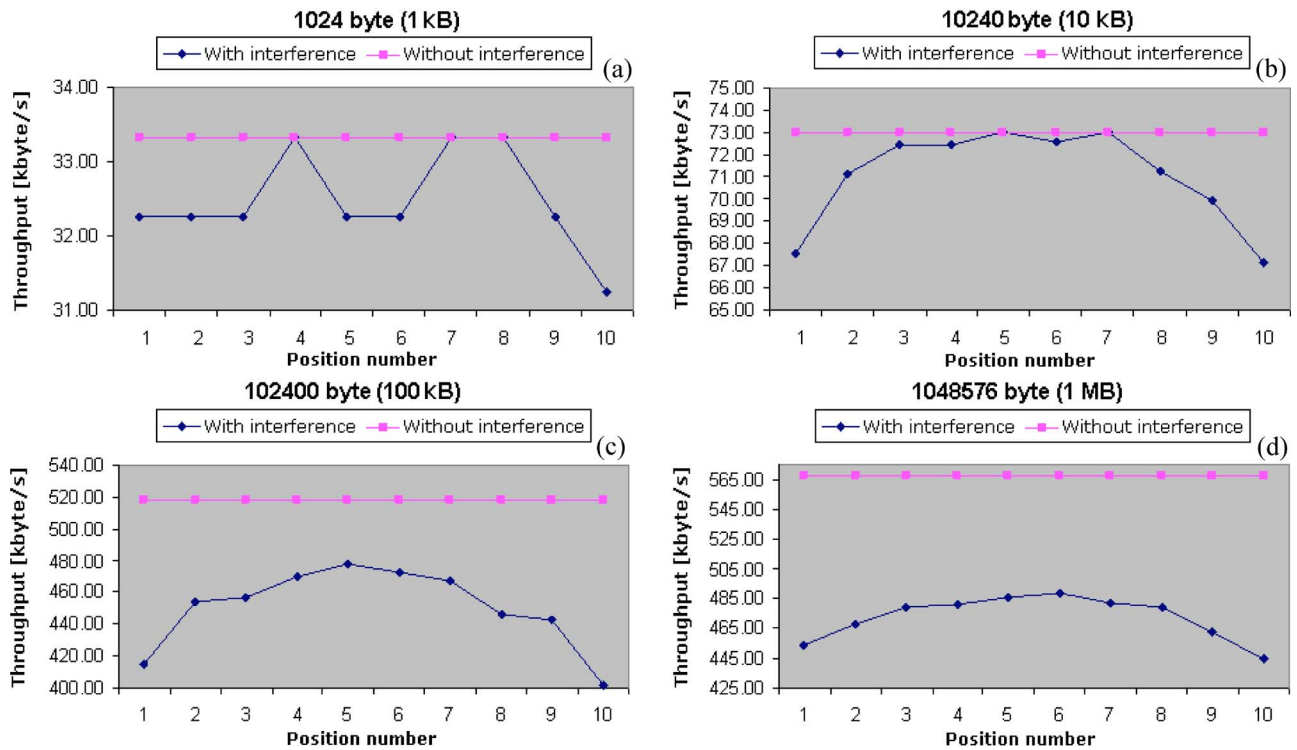 1024 byte (1 kB)
With interference Without interference
(a)
Throughput [kbyte/s]
34.00
33.00
32.00
31.00
1 2 3 4 5 6 7 8 9 10
Position number
10240 byte (10 kB)
With interference Without interference
(b)
Throughput [kbyte/s]
75.00
74.00
73.00
72.00
71.00
70.00
69.00
68.00
67.00
66.00
65.00
1 2 3 4 5 6 7 8 9 10
Position number
102400 byte (100 kB)
With interference Without interference
(c)
Throughput [kbyte/s]
540.00
520.00
500.00
480.00
460.00
440.00
420.00
400.00
1 2 3 4 5 6 7 8 9 10
Position number
1048576 byte (1 MB)
With interference Without interference
(d)
Throughput [kbyte/s]
565.00
545.00
525.00
505.00
485.00
465.00
445.00
425.00
1 2 3 4 5 6 7 8 9 10
Position number